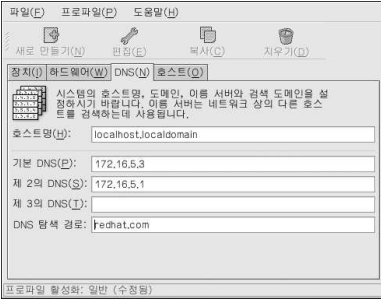 파일(F) 프로파일(P) 도움말(H)
새로 만들기(N) 편집(E) 복사(C) 지우기(D)
장치(I) 하드웨어(W) DNS(N) 호스트(O)
시스템의 호스트명, 도메인, 이름 서버와 검색 도메인을 설
정하시기 바랍니다. 이름 서버는 네트워크 상의 다른 호스
트를 검색하는데 사용됩니다.
호스트명(H): localhost.localdomain
기본 DNS(P): 172.16.5.3
제 2의 DNS(S): 172.16.5.1
제 3의 DNS(T):
DNS 탐색 경로: redhat.com
프로파일 활성화: 일반 (수정됨)